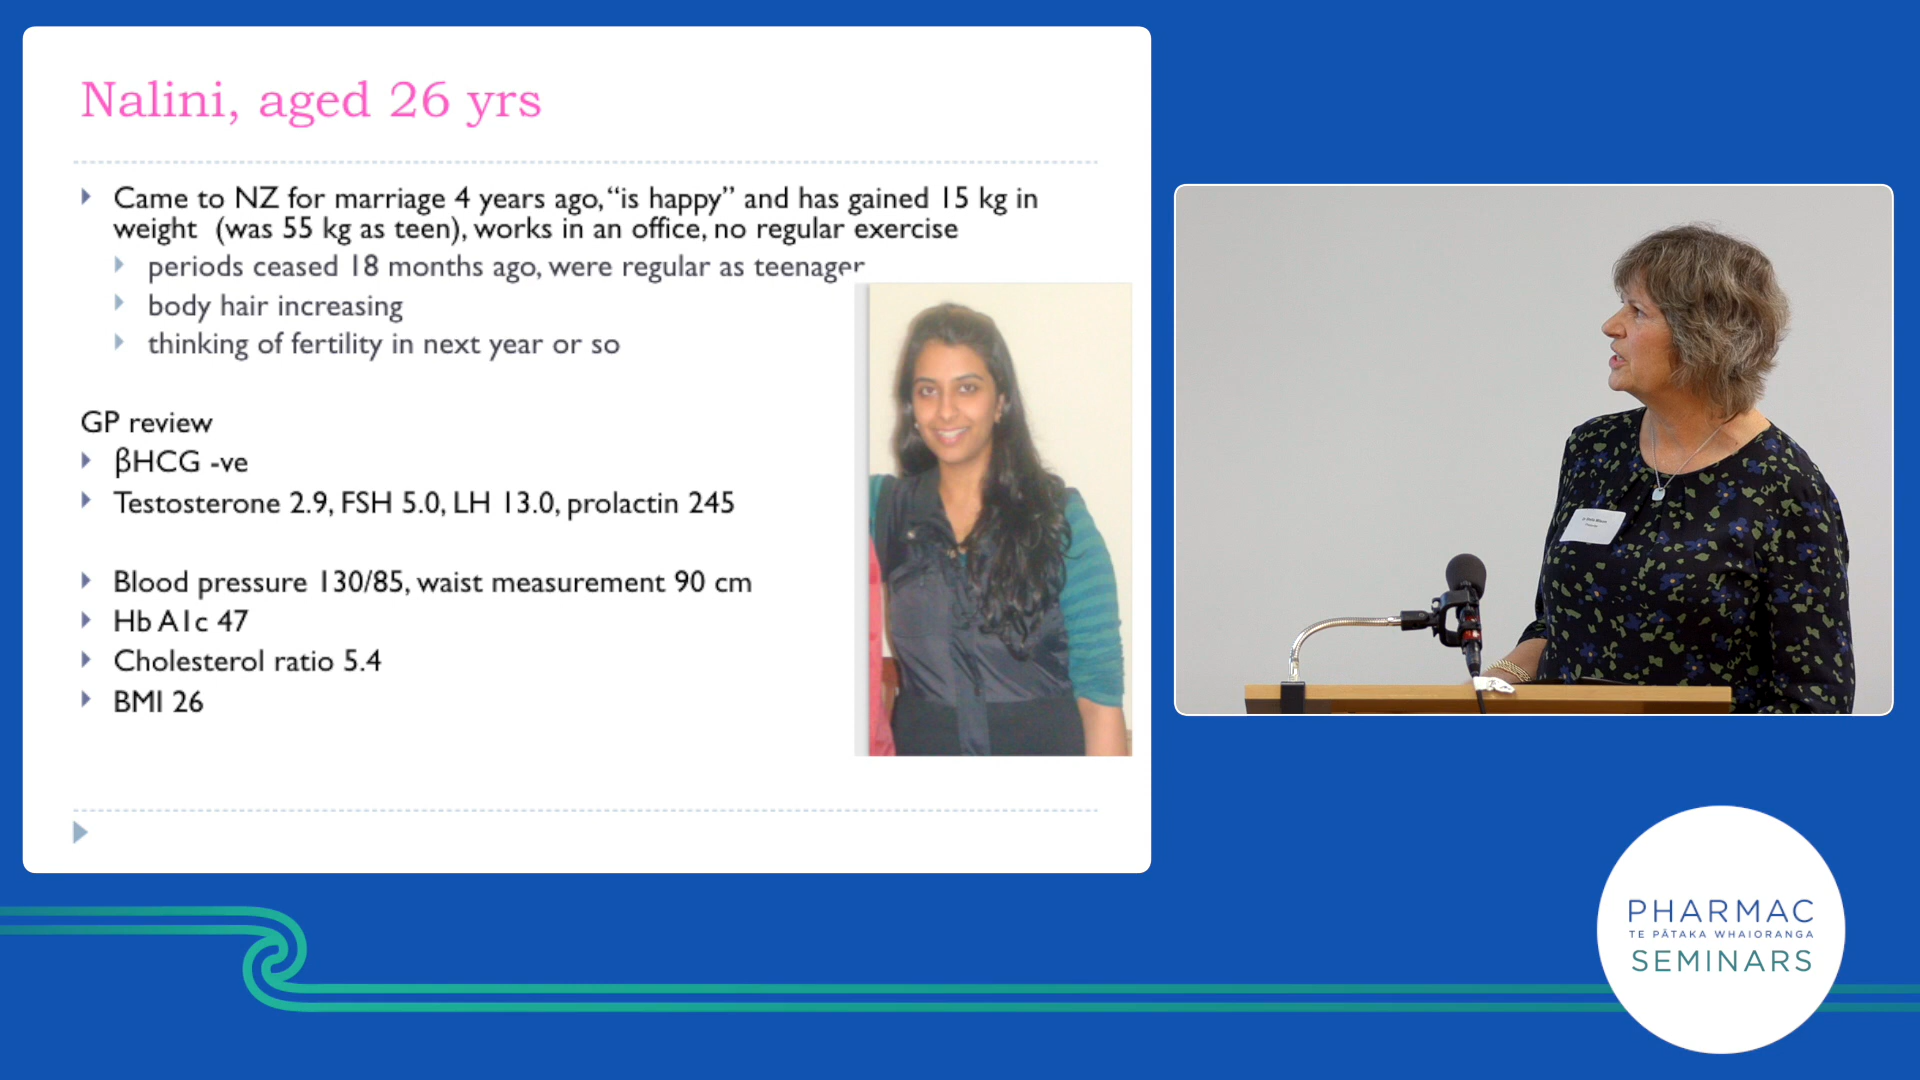 Nalini, aged 26 yrs
Came to NZ for marriage 4 years ago, “is happy” and has gained 15 kg in
weight (was 55 kg as teen), works in an office, no regular exercise
periods ceased 18 months ago, were regular as teenager
body hair increasing
thinking of fertility in next year or so
GP review
βHCG -ve
Testosterone 2.9, FSH 5.0, LH 13.0, prolactin 245
Blood pressure 130/85, waist measurement 90 cm
Hb A1c 47
Cholesterol ratio 5.4
BMI 26
PHARMAC
TE PĀTAKA WHAIORANGA
SEMINARS